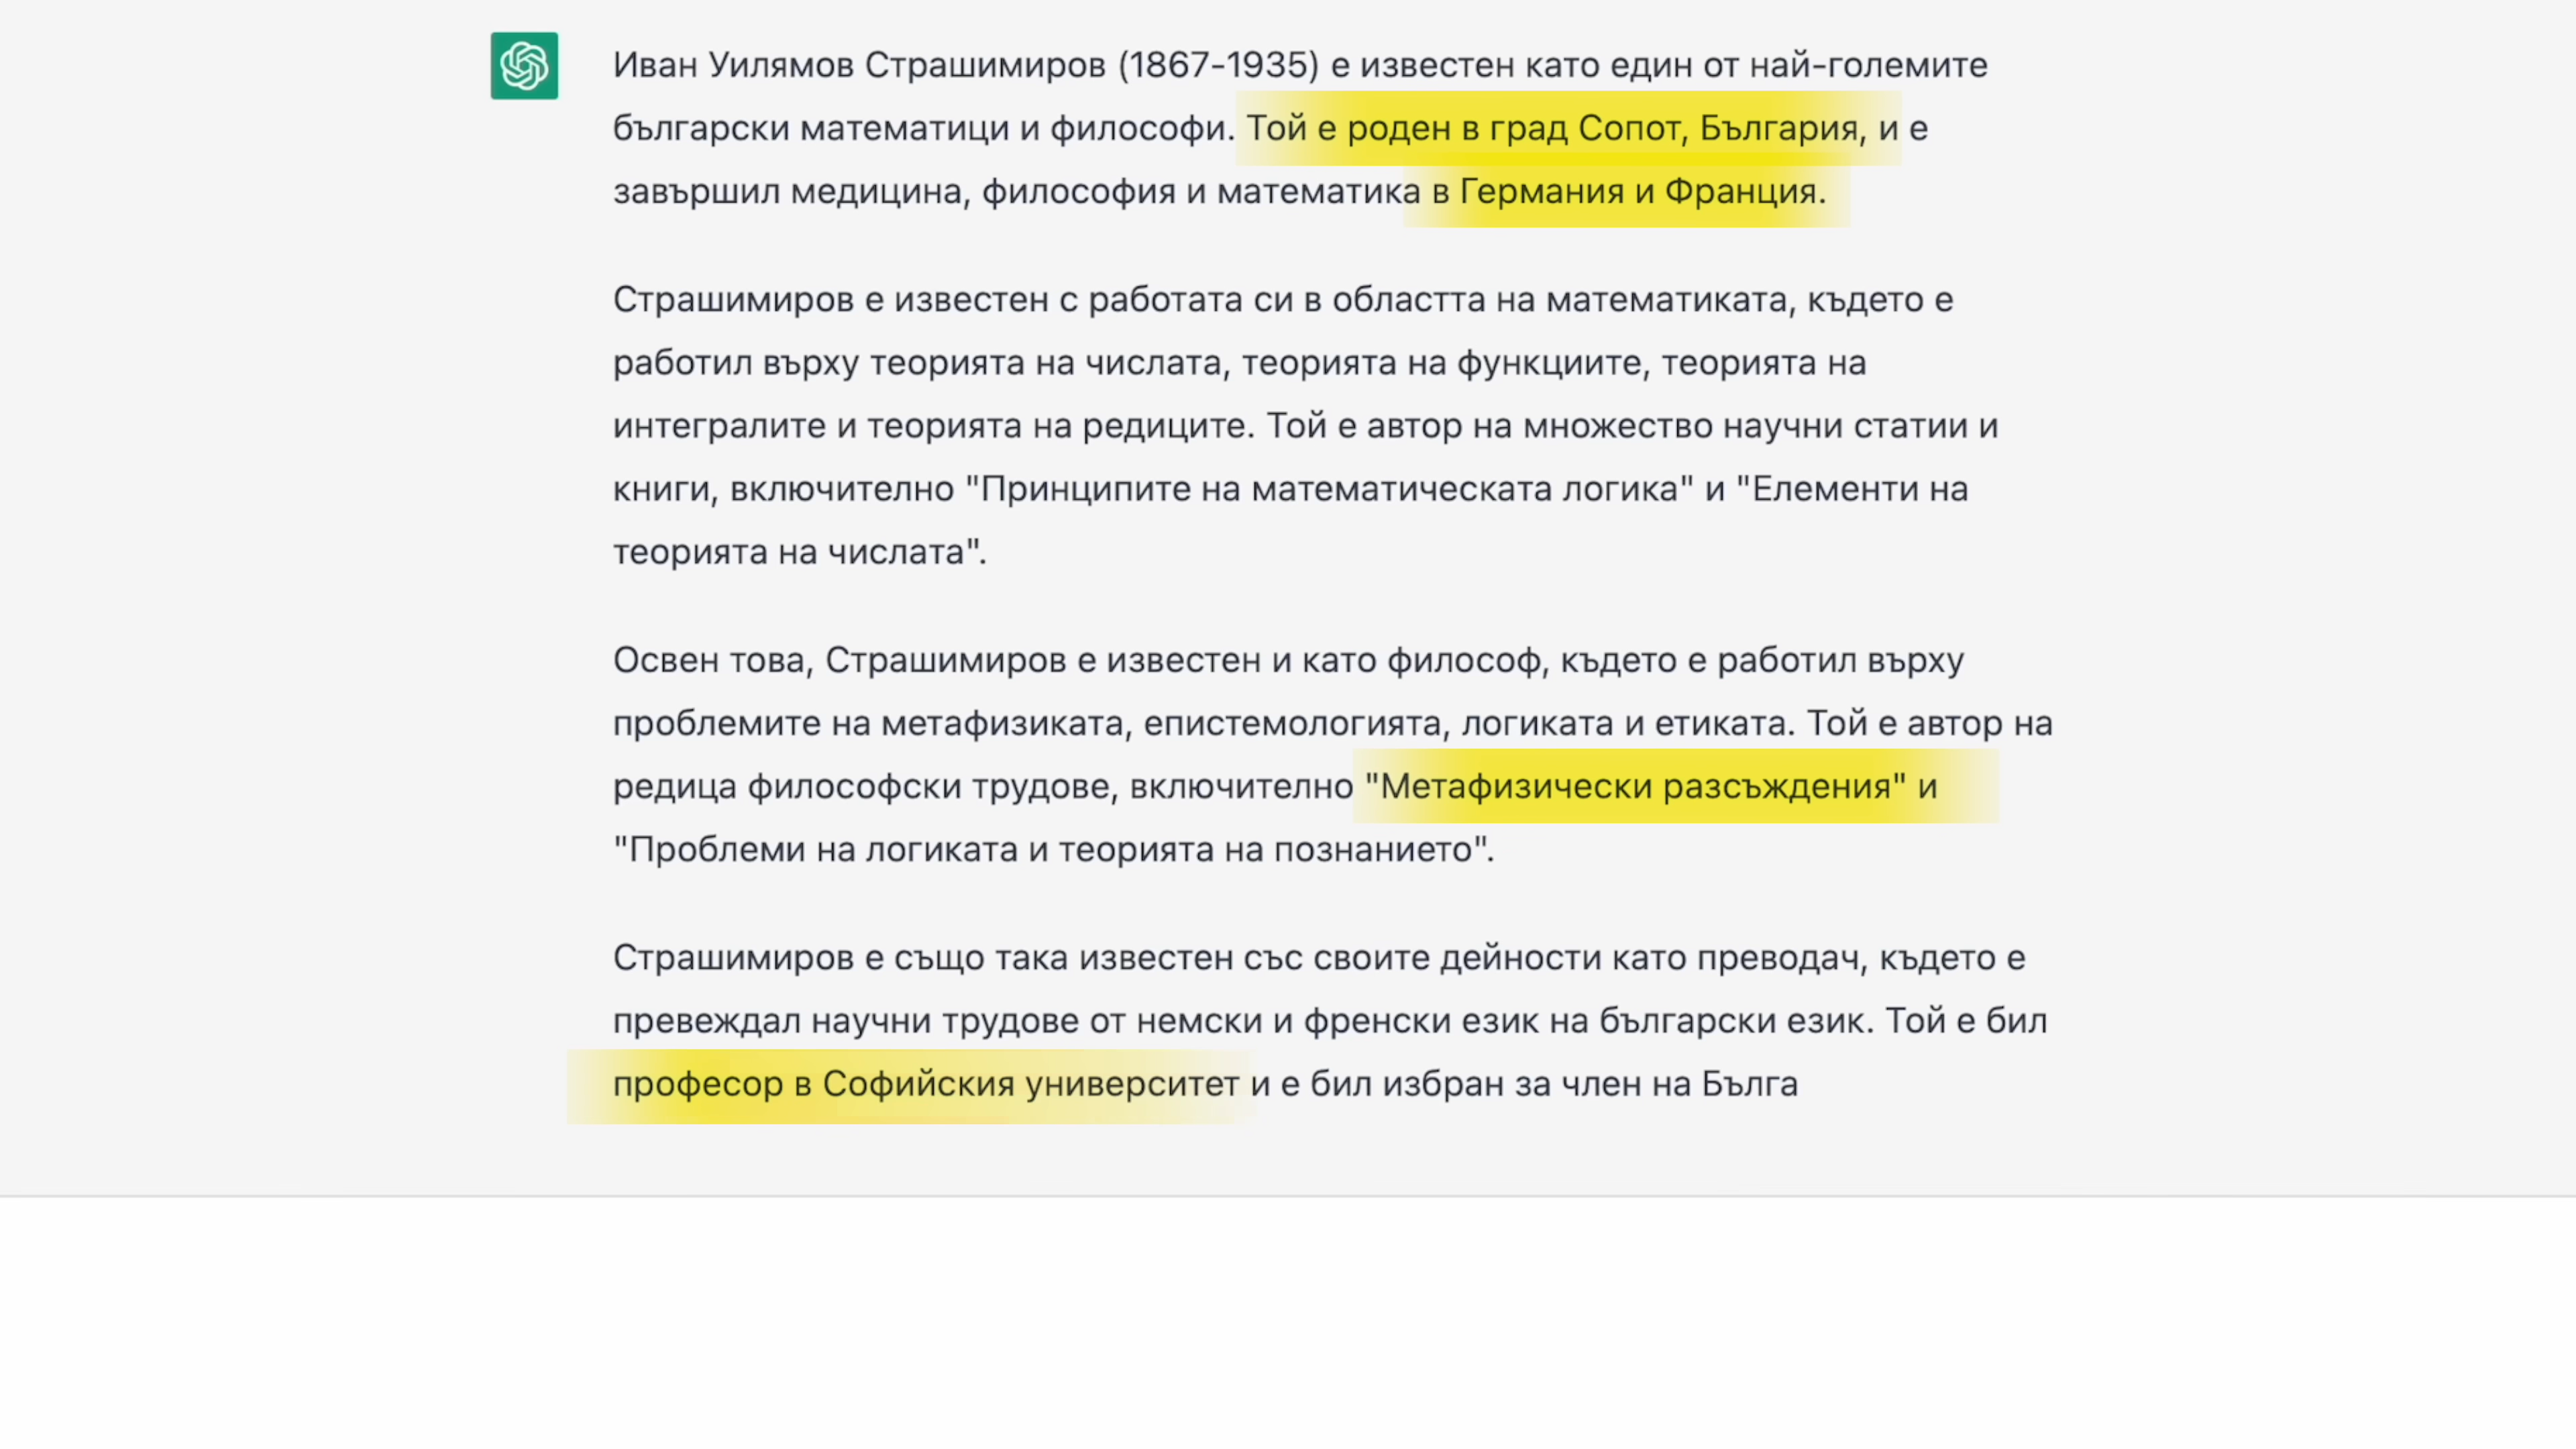 Иван Уилямов Страшимиров (1867-1935) е известен като един от най-големите
български математици и философи. Той е роден в град Сопот, България, и е
завършил медицина, философия и математика в Германия и Франция.
Страшимиров е известен с работата си в областта на математиката, където е
работил върху теорията на числата, теорията на функциите, теорията на
интегралите и теорията на редиците. Той е автор на множество научни статии и
книги, включително "Принципите на математическата логика" и "Елементи на
теорията на числата".
Освен това, Страшимиров е известен и като философ, където е работил върху
проблемите на метафизиката, епистемологията, логиката и етиката. Той е автор на
редица философски трудове, включително "Метафизически разсъждения" и
"Проблеми на логиката и теорията на познанието".
Страшимиров е също така известен със своите дейности като преводач, където е
превеждал научни трудове от немски и френски език на български език. Той е бил
професор в Софийския университет и е бил избран за член на Бълга